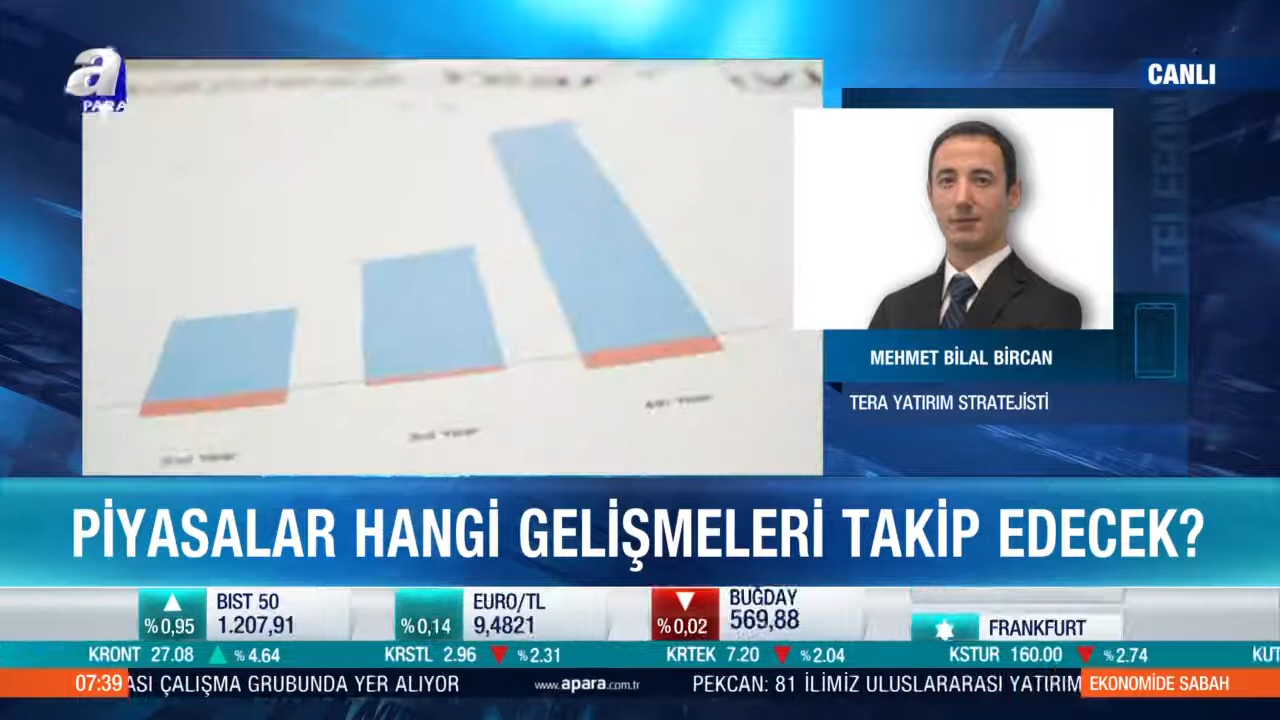 a
PARA
CANLI
TELEFON
MEHMET BİLAL BİRCAN
TERA YATIRIM STRATEJİSTİ
PİYASALAR HANGİ GELİŞMELERİ TAKİP EDECEK?
% 0,95 BIST 50 1.207,91
% 0,14 EURO/TL 9,4821
% 0,02 BUĞDAY 569,88
FRANKFURT
KRONT 27.08 % 4.64 KRSTL 2.96 %2.31 KRTEK 7.20 %2.04 KSTUR 160.00 %2.74 KUT
07:39 ASI ÇALIŞMA GRUBUNDA YER ALIYOR www.apara.com.tr PEKCAN: 81 İLİMİZ ULUSLARARASI YATIRIM EKONOMİDE SABAH